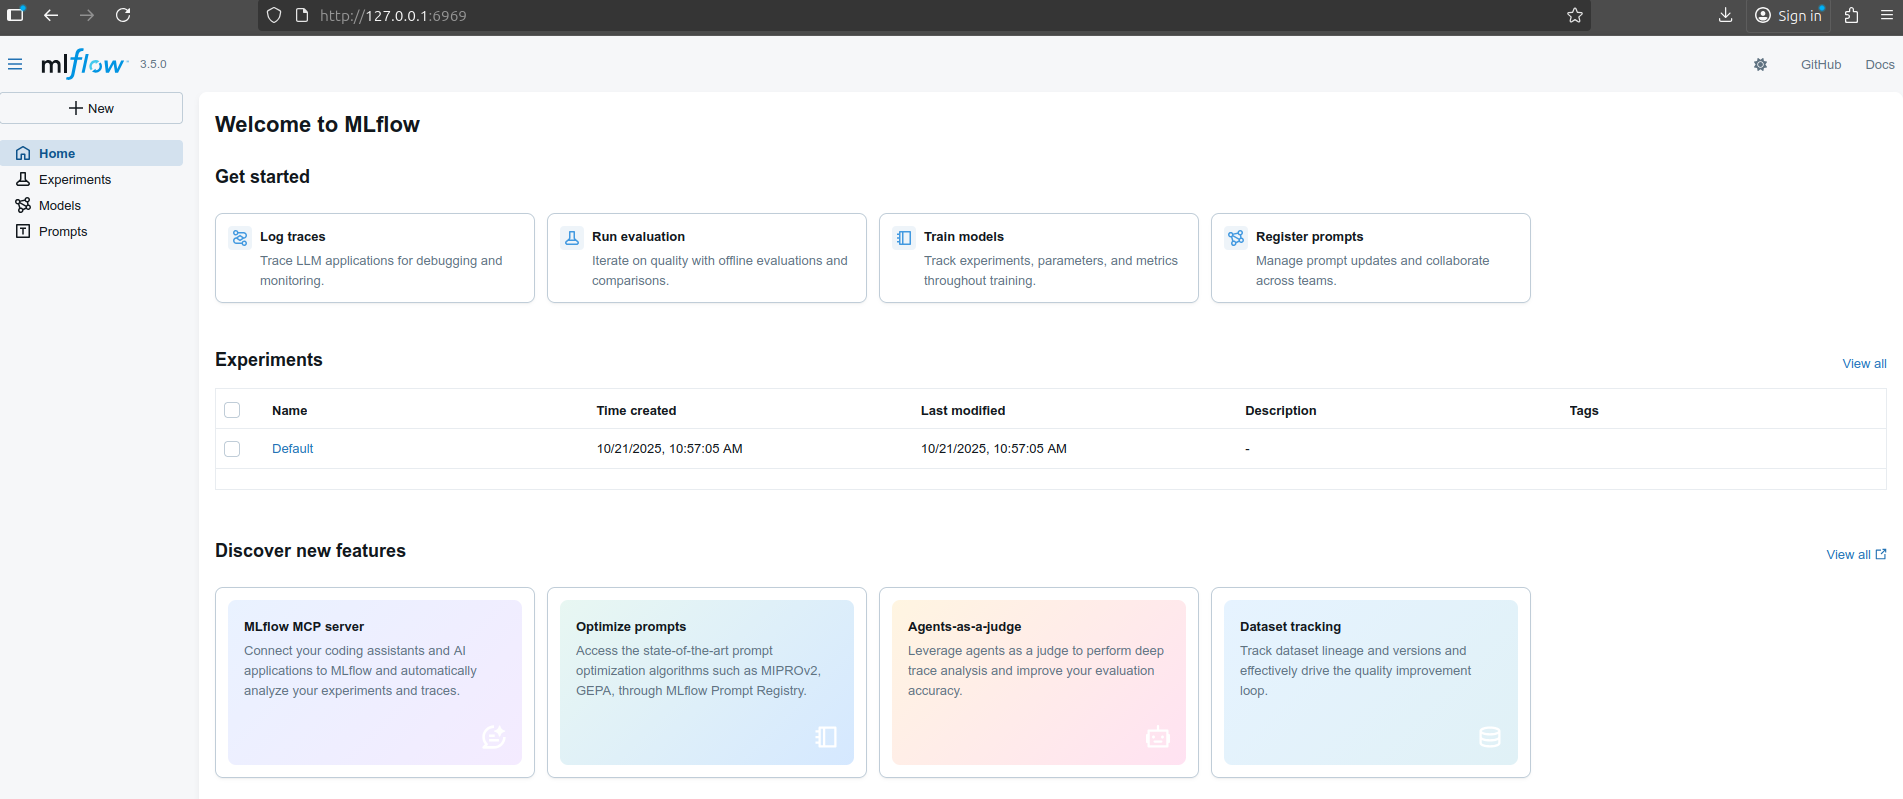 http://127.0.0.1:6969
Sign in
mlflow 3.5.0
GitHub
Docs
New
Home
Experiments
Models
Prompts
Welcome to MLflow
Get started
Log traces
Trace LLM applications for debugging and
monitoring.
Run evaluation
Iterate on quality with offline evaluations and
comparisons.
Train models
Track experiments, parameters, and metrics
throughout training.
Register prompts
Manage prompt updates and collaborate
across teams.
Experiments
View all
Name Time created Last modified Description Tags
Default 10/21/2025, 10:57:05 AM 10/21/2025, 10:57:05 AM -
Discover new features
View all
MLflow MCP server
Connect your coding assistants and AI
applications to MLflow and automatically
analyze your experiments and traces.
Optimize prompts
Access the state-of-the-art prompt
optimization algorithms such as MIPROv2,
GEPA, through MLflow Prompt Registry.
Agents-as-a-judge
Leverage agents as a judge to perform deep
trace analysis and improve your evaluation
accuracy.
Dataset tracking
Track dataset lineage and versions and
effectively drive the quality improvement
loop.